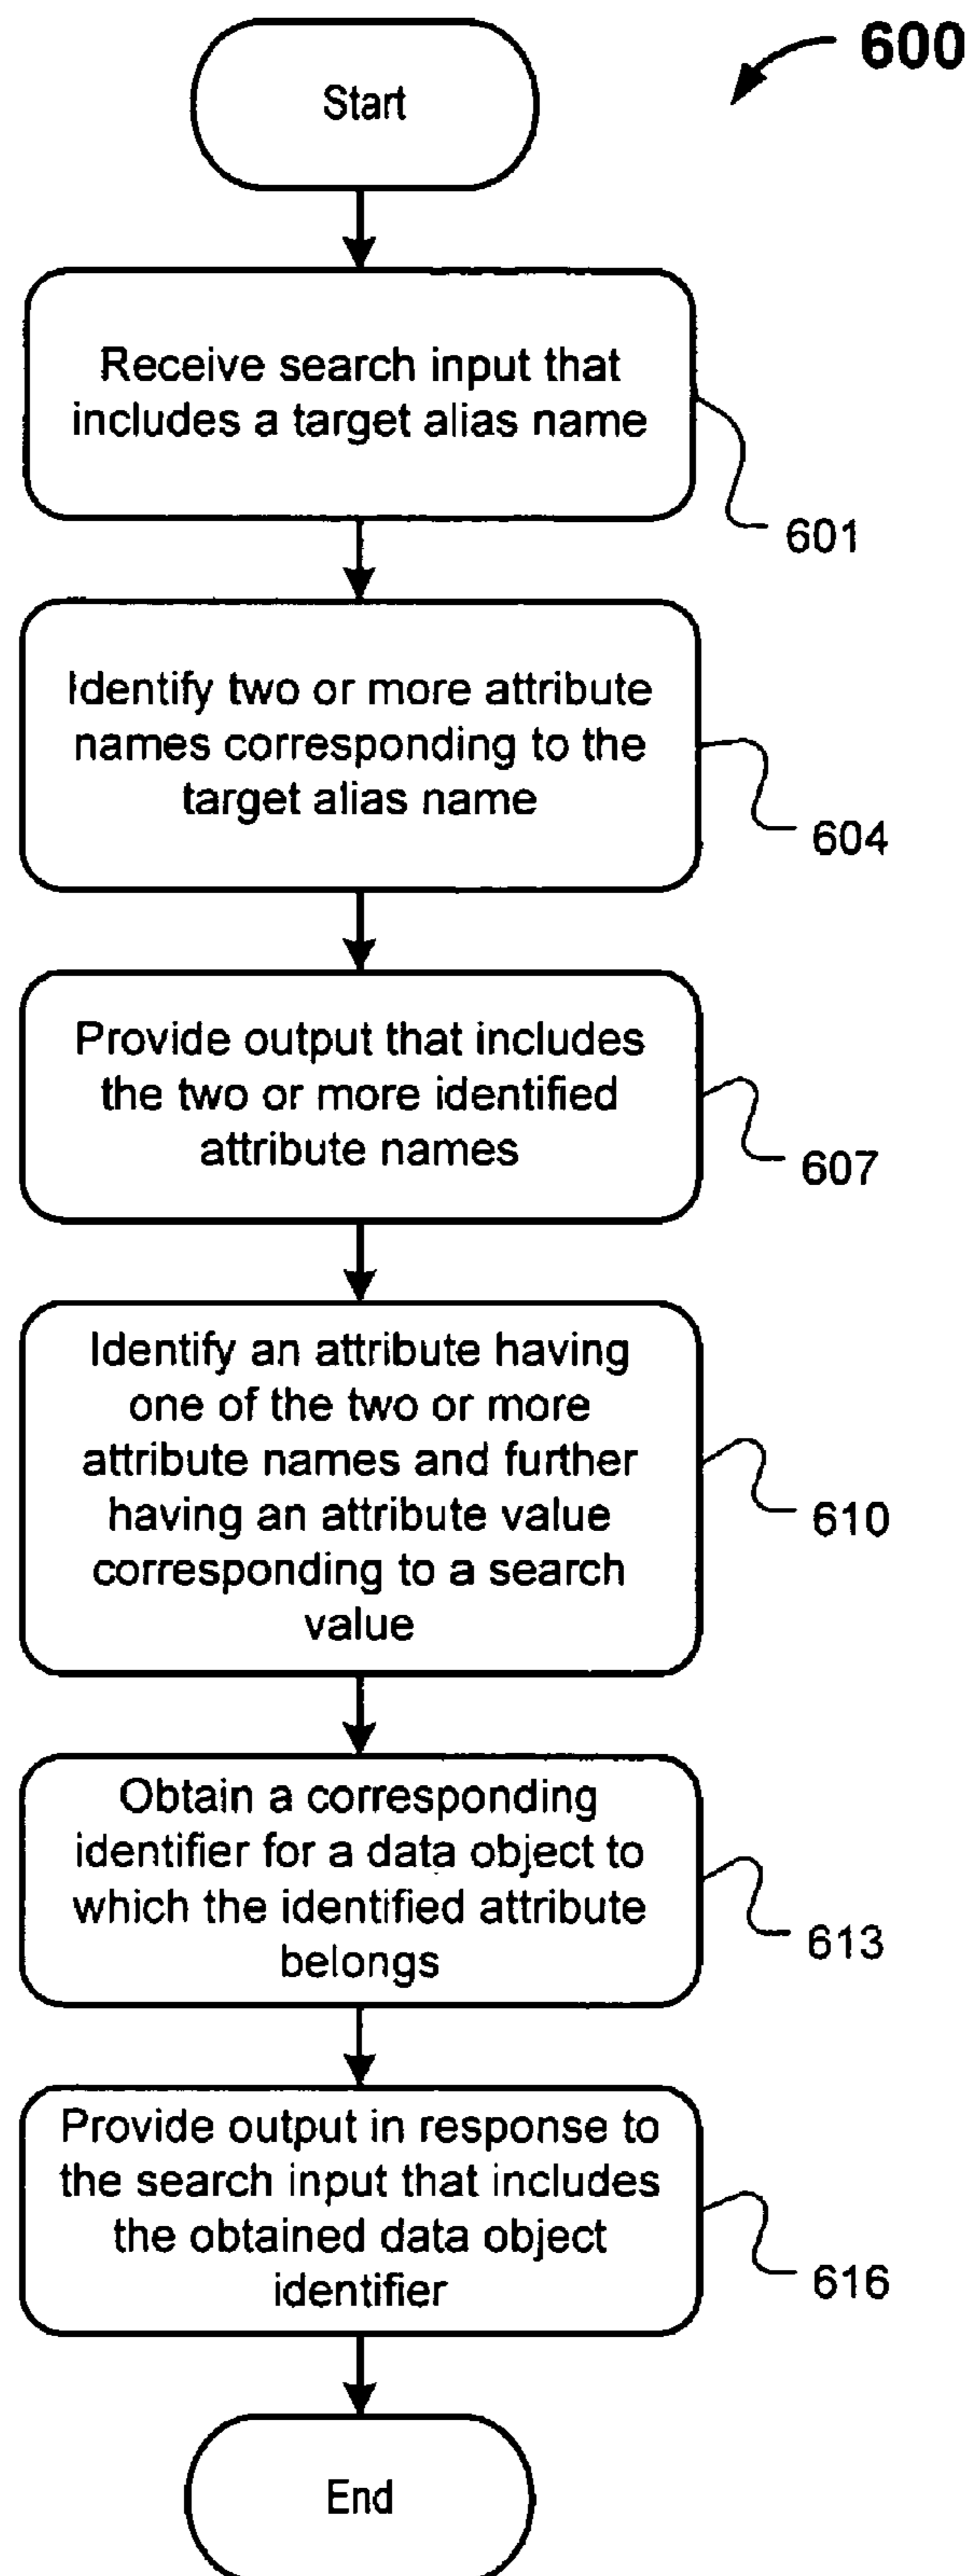 600
Start
Receive search input that
includes a target alias name
601
Identify two or more attribute
names corresponding to the
target alias name
604
Provide output that includes
the two or more identified
attribute names
607
Identify an attribute having
one of the two or more
attribute names and further
having an attribute value
corresponding to a search
value
610
Obtain a corresponding
identifier for a data object to
which the identified attribute
belongs
613
Provide output in response to
the search input that includes
the obtained data object
identifier
616
End